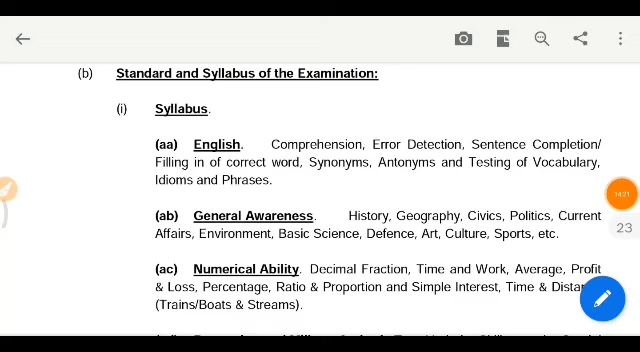 (b) Standard and Syllabus of the Examination:
(i) Syllabus.
(aa) English. Comprehension, Error Detection, Sentence Completion/
Filling in of correct word, Synonyms, Antonyms and Testing of Vocabulary,
Idioms and Phrases.
14:21
(ab) General Awareness. History, Geography, Civics, Politics, Current
23
Affairs, Environment, Basic Science, Defence, Art, Culture, Sports, etc.
(ac) Numerical Ability. Decimal Fraction, Time and Work, Average, Profit
& Loss, Percentage, Ratio & Proportion and Simple Interest, Time &
(Trains/Boats & Streams).